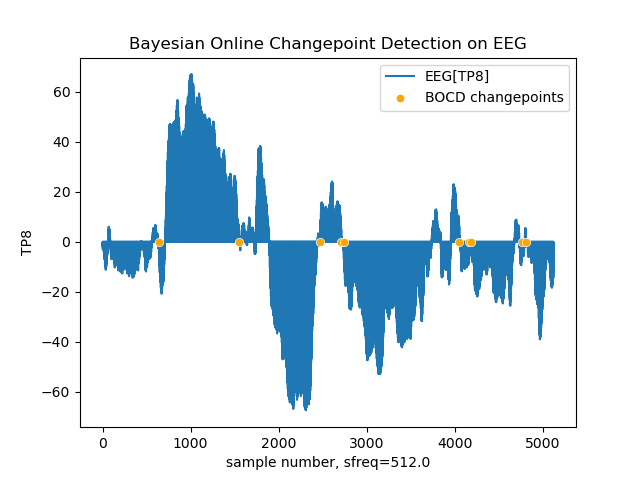 Bayesian Online Changepoint Detection on EEG
EEG[TP8]
BOCD changepoints
60
40
20
0
−20
−40
−60
TP8
0 1000 2000 3000 4000 5000
sample number, sfreq=512.0